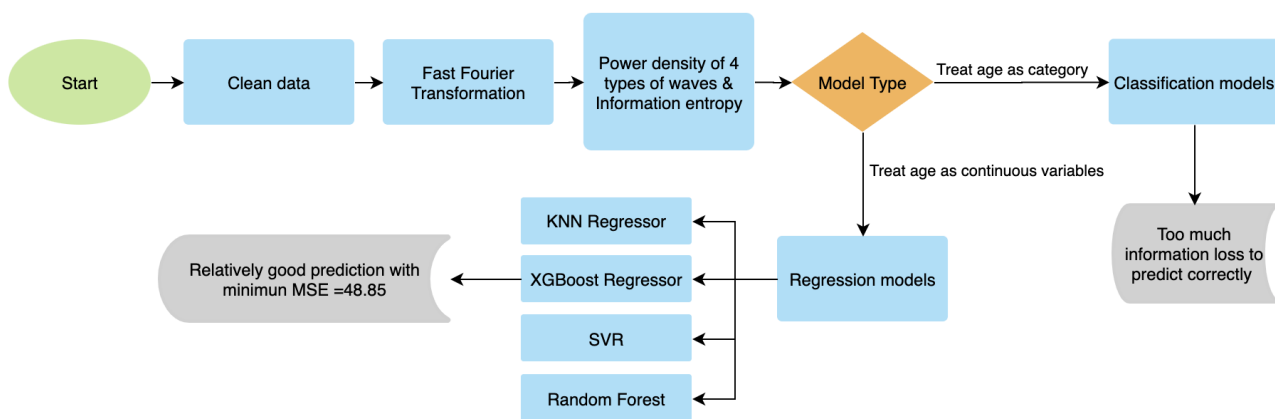 Start
Clean data
Fast Fourier
Transformation
Power density of 4
types of waves &
Information entropy
Model Type
Treat age as category
Classification models
Treat age as continuous variables
Too much
information loss to
predict correctly
Regression models
KNN Regressor
XGBoost Regressor
SVR
Random Forest
Relatively good prediction with
minimun MSE =48.85